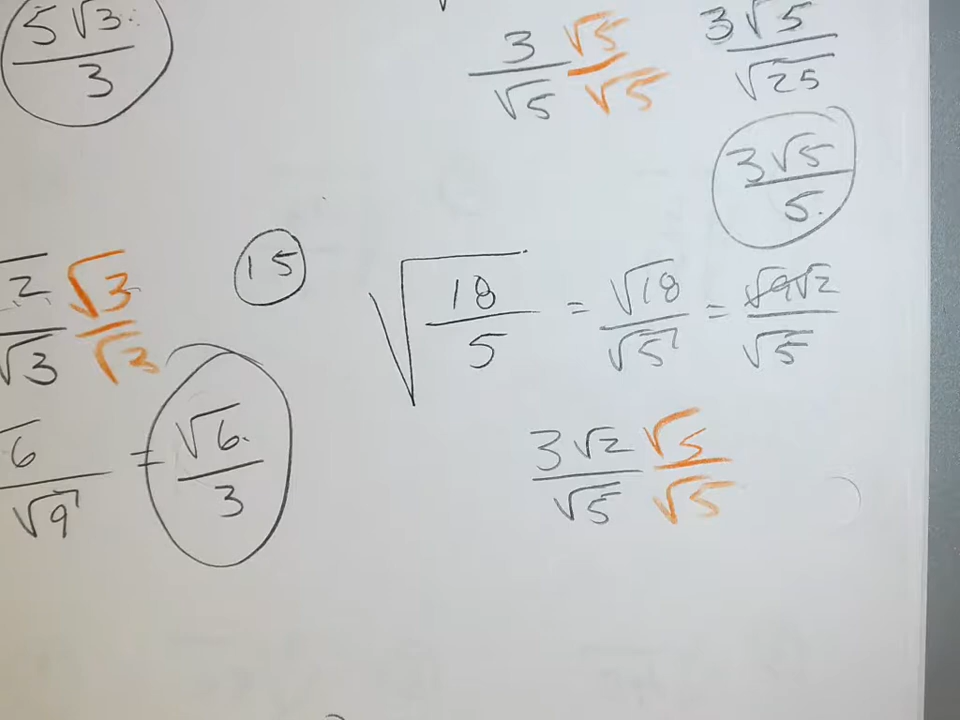 5√3/3
3/√5 √5/√5 3√5/√25
3√5/5
√2/√3 √3/√3
6/√9 = √6/3
15 √(18/5) = √18/√5 = √9√2/√5
3√2/√5 √5/√5